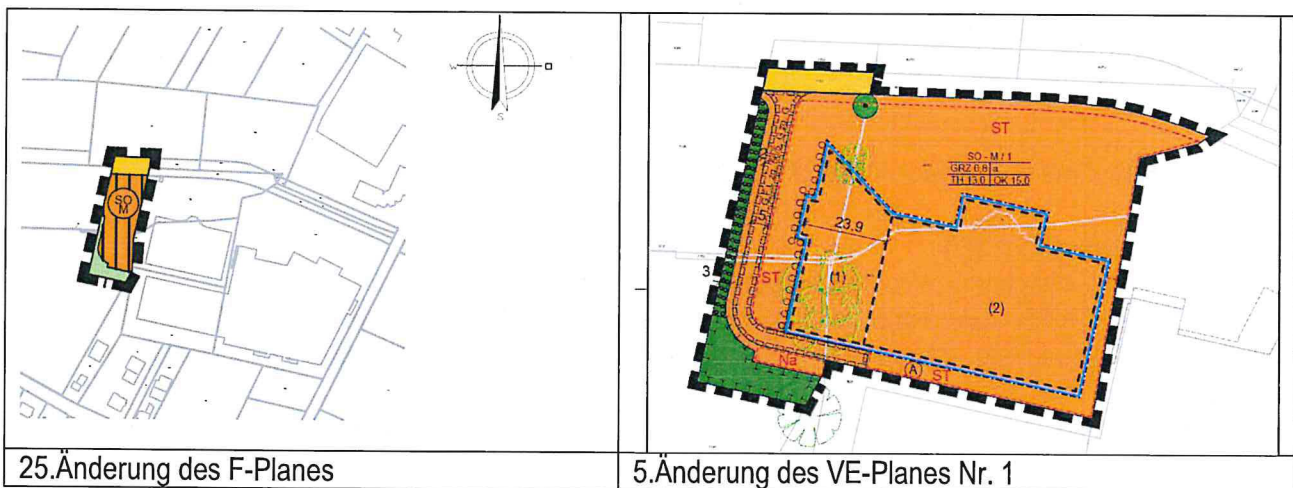 W
S
SO
M
25.Änderung des F-Planes
ST
SO - M / 1
GRZ 0,8 a
TH 13.0 OK 15.0
23.9
3
ST
(1)
(2)
Na
(A)
ST
5.Änderung des VE-Planes Nr. 1